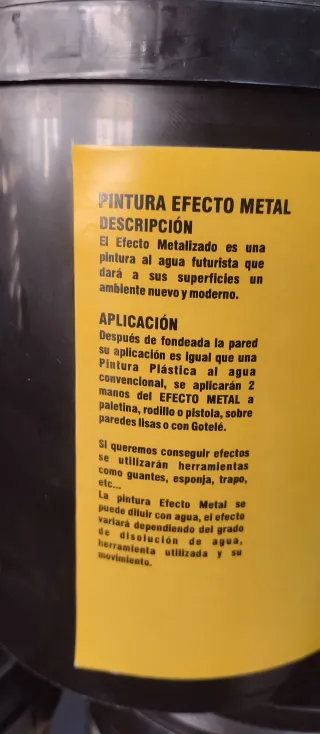 PINTURA EFECTO METAL
DESCRIPCIÓN
El Efecto Metalizado es una
pintura al agua futurista que
dará a sus superficies un
ambiente nuevo y moderno.
APLICACIÓN
Después de fondeada la pared
su aplicación es igual que una
Pintura Plástica al agua
convencional, se aplicarán 2
manos del EFECTO METAL a
paletina, rodillo o pistola, sobre
paredes lisas o con Gotelé.
Si queremos conseguir efectos
se utilizarán herramientas
como guantes, esponja, trapo,
etc...
La pintura Efecto Metal se
puede diluir con agua, el efecto
variará dependiendo del grado
de disolución de agua,
herramienta utilizada y su
movimiento.